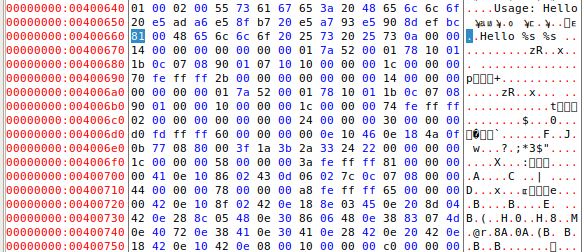 00000000:00400640 01 00 02 00 55 73 61 67 65 3a 20 48 65 6c 6c 6f ....Usage: Hello
00000000:00400650 20 e5 ad a6 e5 8f b7 20 e5 a7 93 e5 90 8d ef bc
00000000:00400660 81 00 48 65 6c 6c 6f 20 25 73 20 25 73 0a 00 00 ..Hello %s %s...
00000000:00400670 14 00 00 00 00 00 00 00 01 7a 52 00 01 78 10 01 .........zR..x..
00000000:00400680 1b 0c 07 08 90 01 07 10 10 00 00 00 1c 00 00 00 ................
00000000:00400690 70 fe ff ff 2b 00 00 00 00 00 00 00 14 00 00 00 p+...........
00000000:004006a0 00 00 00 00 01 7a 52 00 01 78 10 01 1b 0c 07 08 .....zR..x......
00000000:004006b0 90 01 00 00 10 00 00 00 1c 00 00 00 74 fe ff ff ............t
00000000:004006c0 02 00 00 00 00 00 00 00 24 00 00 00 30 00 00 00 ........$...0...
00000000:004006d0 d0 fd ff ff 60 00 00 00 00 0e 10 46 0e 18 4a 0f `......F..J.
00000000:004006e0 0b 77 08 80 00 3f 1a 3b 2a 33 24 22 00 00 00 00 .w...?.;*3$"....
00000000:004006f0 1c 00 00 00 58 00 00 00 3a fe ff ff 81 00 00 00 ....X...:....
00000000:00400700 00 41 0e 10 86 02 43 0d 06 02 7c 0c 07 08 00 00 .A....C...|.....
00000000:00400710 44 00 00 00 78 00 00 00 a8 fe ff ff 65 00 00 00 D...x...e...
00000000:00400720 00 42 0e 10 8f 02 42 0e 18 8e 03 45 0e 20 8d 04 .B....B....E. ..
00000000:00400730 42 0e 28 8c 05 48 0e 30 86 06 48 0e 38 83 07 4d B.(..H.0..H.8..M
00000000:00400740 0e 40 72 0e 38 41 0e 30 41 0e 28 42 0e 20 42 0e .@r.8A.0A.(B. B.
00000000:00400750 18 42 0e 10 42 0e 08 00 10 00 00 00 c0 00 00 00 .B..B..........